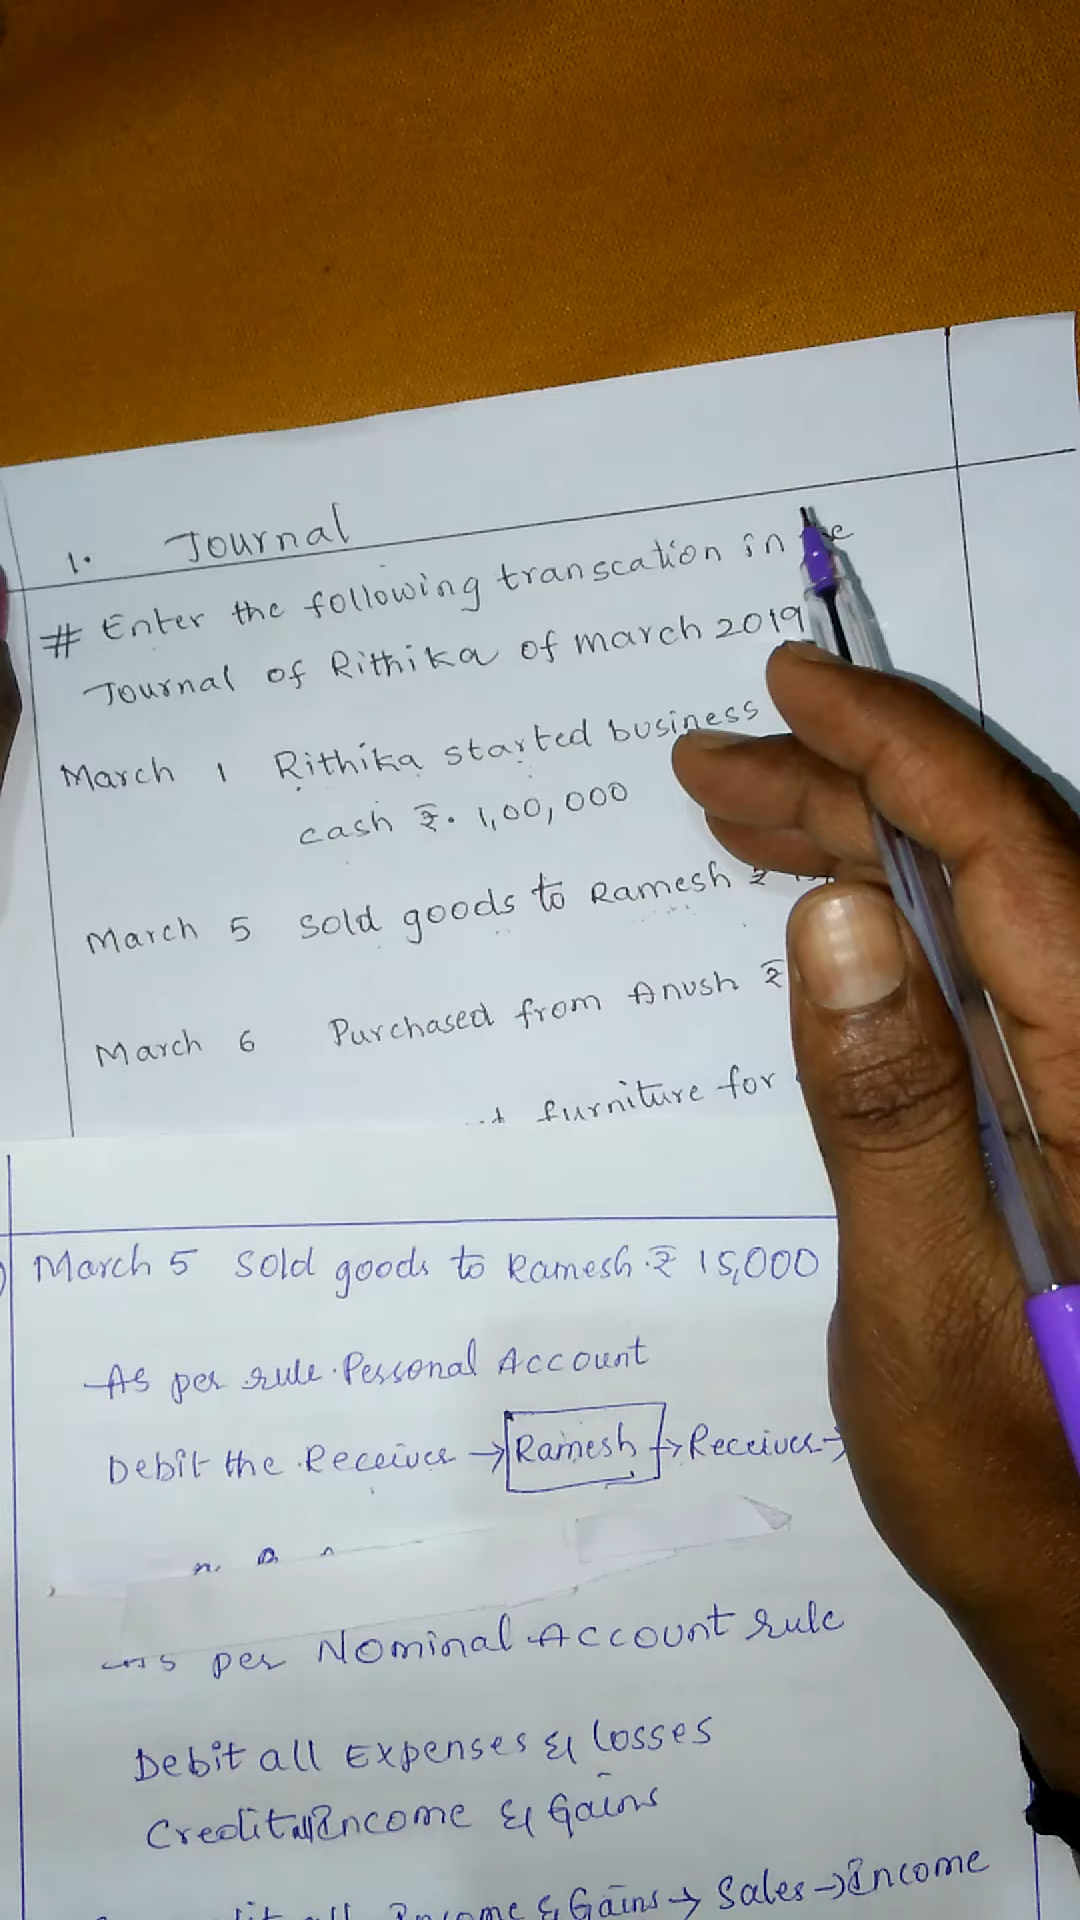 1. Journal
# Enter the following transcation in
Journal of Rithika of march 2019
March 1 Rithika started business
cash ₹. 1,00,000
March 5 Sold goods to Ramesh ₹
March 6 Purchased from Anush ₹
furniture for
March 5 Sold goods to Ramesh ₹ 15,000
As per rule Personal Account
Debit the Receiver → Ramesh → Receiver →
As per Nominal Account rule
Debit all Expenses & Losses
Credit all Income & Gains
all Income & Gains → Sales → Income